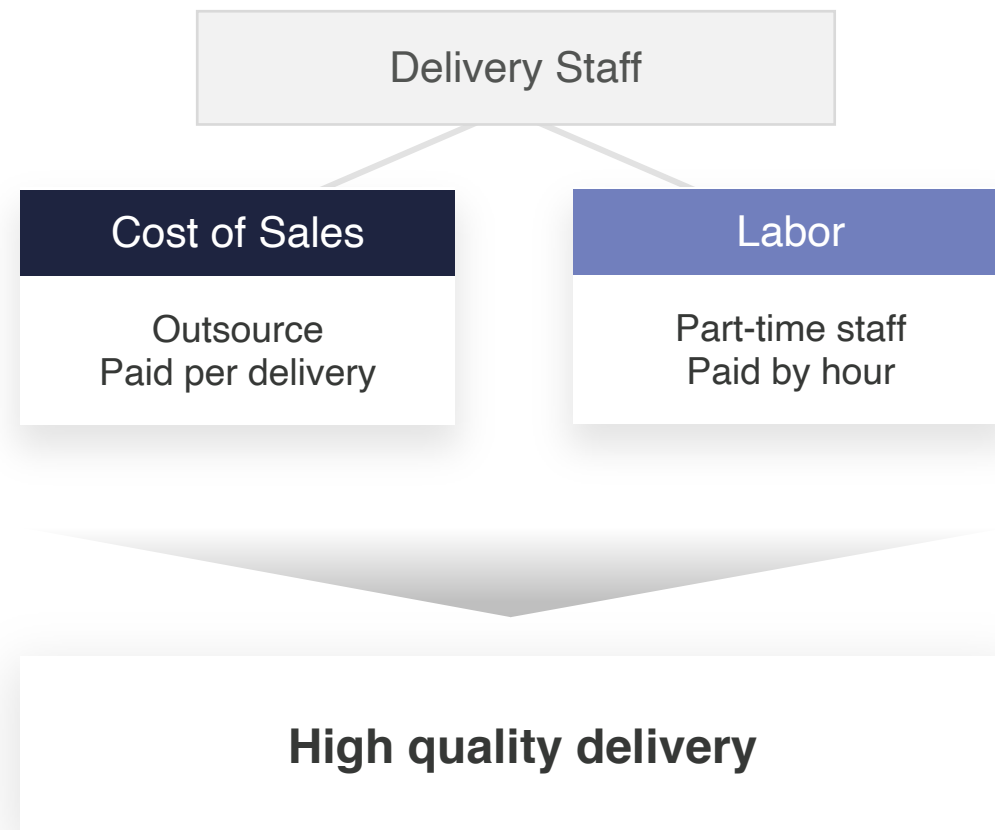 Delivery Staff
Cost of Sales
Outsource
Paid per delivery
Labor
Part-time staff
Paid by hour
High quality delivery